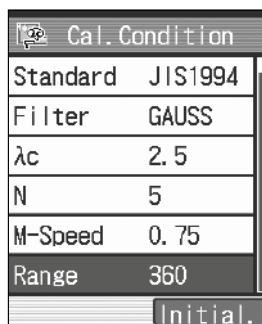 Cal.Condition
Standard JIS1994
Filter GAUSS
λc 2.5
N 5
M-Speed 0.75
Range 360
Initial.